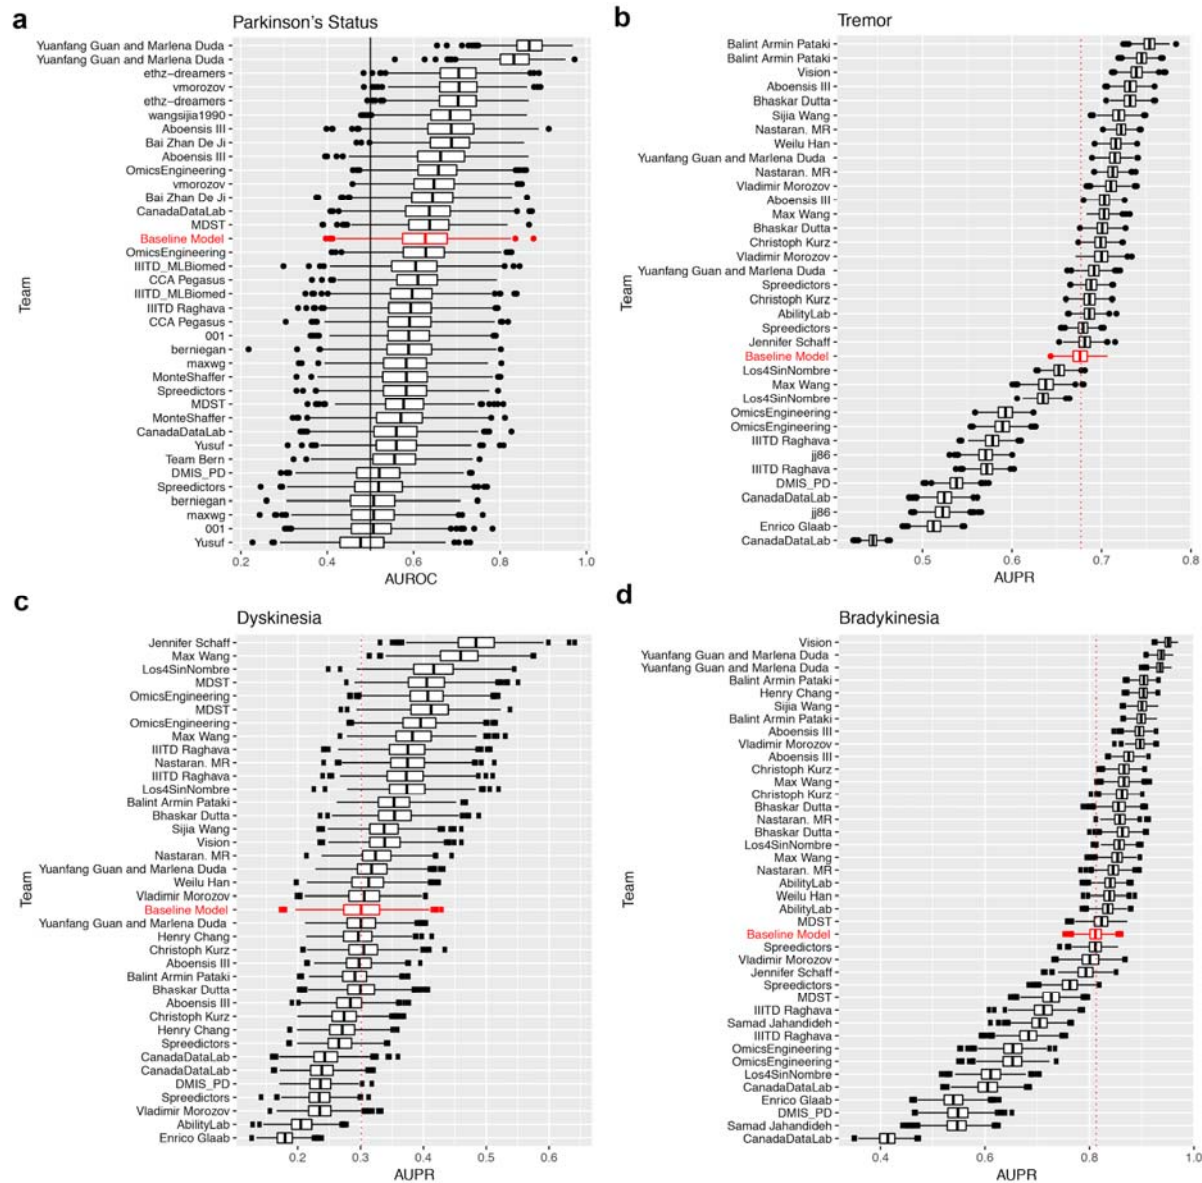 a
Parkinson's Status
Team
Yuanfang Guan and Marlena Duda
Yuanfang Guan and Marlena Duda
ethz-dreamers
vmorozov
ethz-dreamers
wangsijia1990
Aboensis III
Bai Zhan De Ji
Aboensis III
OmicsEngineering
vmorozov
Bai Zhan De Ji
CanadaDataLab
MDST
Baseline Model
OmicsEngineering
IIITD_MLBiomed
CCA Pegasus
IIITD_MLBiomed
IIITD Raghava
CCA Pegasus
001
berniegan
maxwg
MonteShaffer
Spreedictors
MDST
MonteShaffer
CanadaDataLab
Yusuf
Team Bern
DMIS_PD
Spreedictors
berniegan
maxwg
001
Yusuf
0.2 0.4 0.6 0.8 1.0
AUROC
b
Tremor
Team
Balint Armin Pataki
Balint Armin Pataki
Vision
Aboensis III
Bhaskar Dutta
Sijia Wang
Nastaran. MR
Weilu Han
Yuanfang Guan and Marlena Duda
Nastaran. MR
Vladimir Morozov
Aboensis III
Max Wang
Bhaskar Dutta
Christoph Kurz
Vladimir Morozov
Yuanfang Guan and Marlena Duda
Spreedictors
Christoph Kurz
AbilityLab
Spreedictors
Jennifer Schaff
Baseline Model
Los4SinNombre
Max Wang
Los4SinNombre
OmicsEngineering
OmicsEngineering
IIITD Raghava
jj86
IIITD Raghava
DMIS_PD
CanadaDataLab
jj86
Enrico Glaab
CanadaDataLab
0.5 0.6 0.7 0.8
AUPR
c
Dyskinesia
Team
Jennifer Schaff
Max Wang
Los4SinNombre
MDST
OmicsEngineering
MDST
OmicsEngineering
Max Wang
IIITD Raghava
Nastaran. MR
IIITD Raghava
Los4SinNombre
Balint Armin Pataki
Bhaskar Dutta
Sijia Wang
Vision
Nastaran. MR
Yuanfang Guan and Marlena Duda
Weilu Han
Vladimir Morozov
Baseline Model
Yuanfang Guan and Marlena Duda
Henry Chang
Christoph Kurz
Aboensis III
Balint Armin Pataki
Bhaskar Dutta
Aboensis III
Christoph Kurz
Henry Chang
Spreedictors
CanadaDataLab
CanadaDataLab
DMIS_PD
Spreedictors
Vladimir Morozov
AbilityLab
Enrico Glaab
0.2 0.3 0.4 0.5 0.6
AUPR
d
Bradykinesia
Team
Vision
Yuanfang Guan and Marlena Duda
Yuanfang Guan and Marlena Duda
Balint Armin Pataki
Henry Chang
Sijia Wang
Balint Armin Pataki
Aboensis III
Vladimir Morozov
Aboensis III
Christoph Kurz
Max Wang
Christoph Kurz
Bhaskar Dutta
Nastaran. MR
Bhaskar Dutta
Los4SinNombre
Max Wang
Nastaran. MR
AbilityLab
Weilu Han
AbilityLab
MDST
Baseline Model
Spreedictors
Vladimir Morozov
Jennifer Schaff
Spreedictors
MDST
IIITD Raghava
Samad Jahandideh
IIITD Raghava
OmicsEngineering
OmicsEngineering
Los4SinNombre
CanadaDataLab
Enrico Glaab
DMIS_PD
Samad Jahandideh
CanadaDataLab
0.4 0.6 0.8 1.0
AUPR